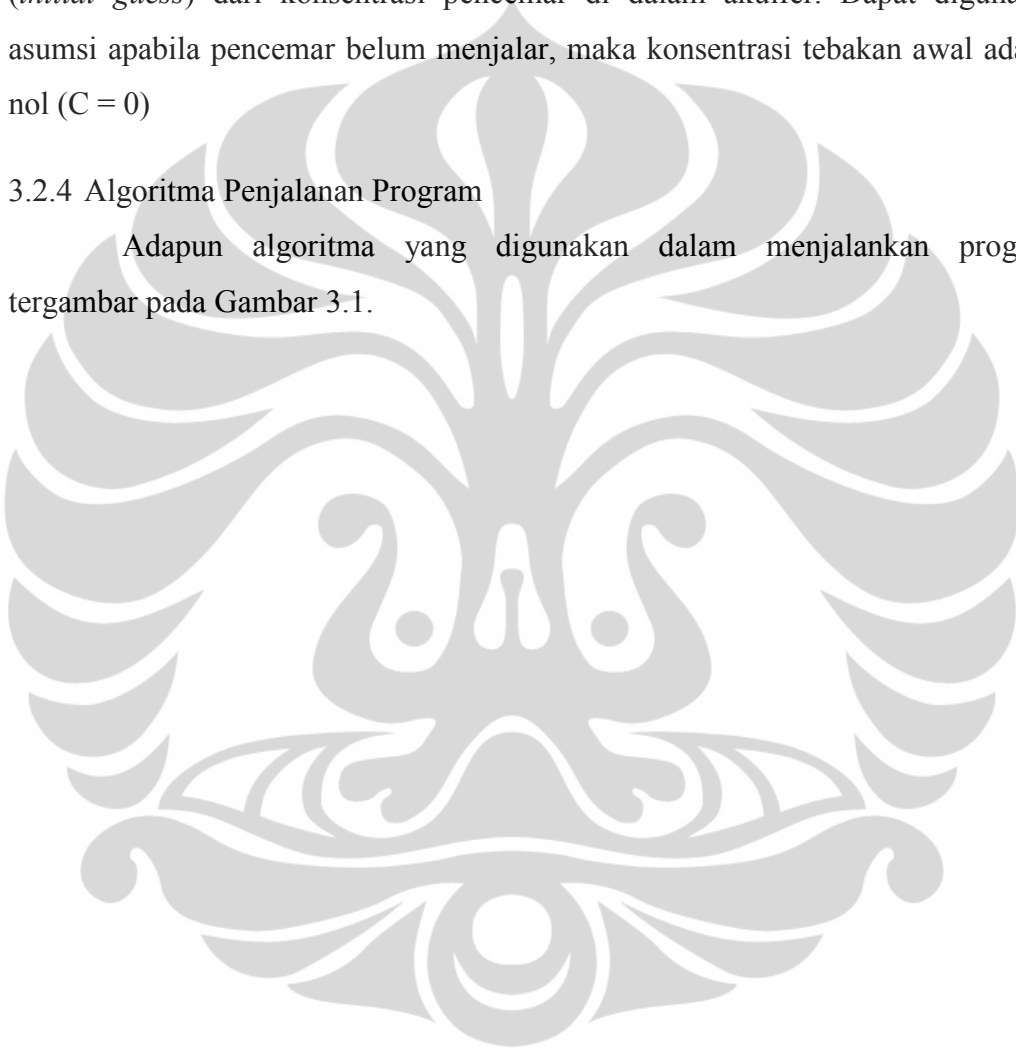 (initial guess) dari konsentrasi pencemar di dalam akuifer. Dapat diguna
asumsi apabila pencemar belum menjalar, maka konsentrasi tebakan awal ada
nol (C = 0)
3.2.4 Algoritma Penjalanan Program
Adapun algoritma yang digunakan dalam menjalankan prog
tergambar pada Gambar 3.1.